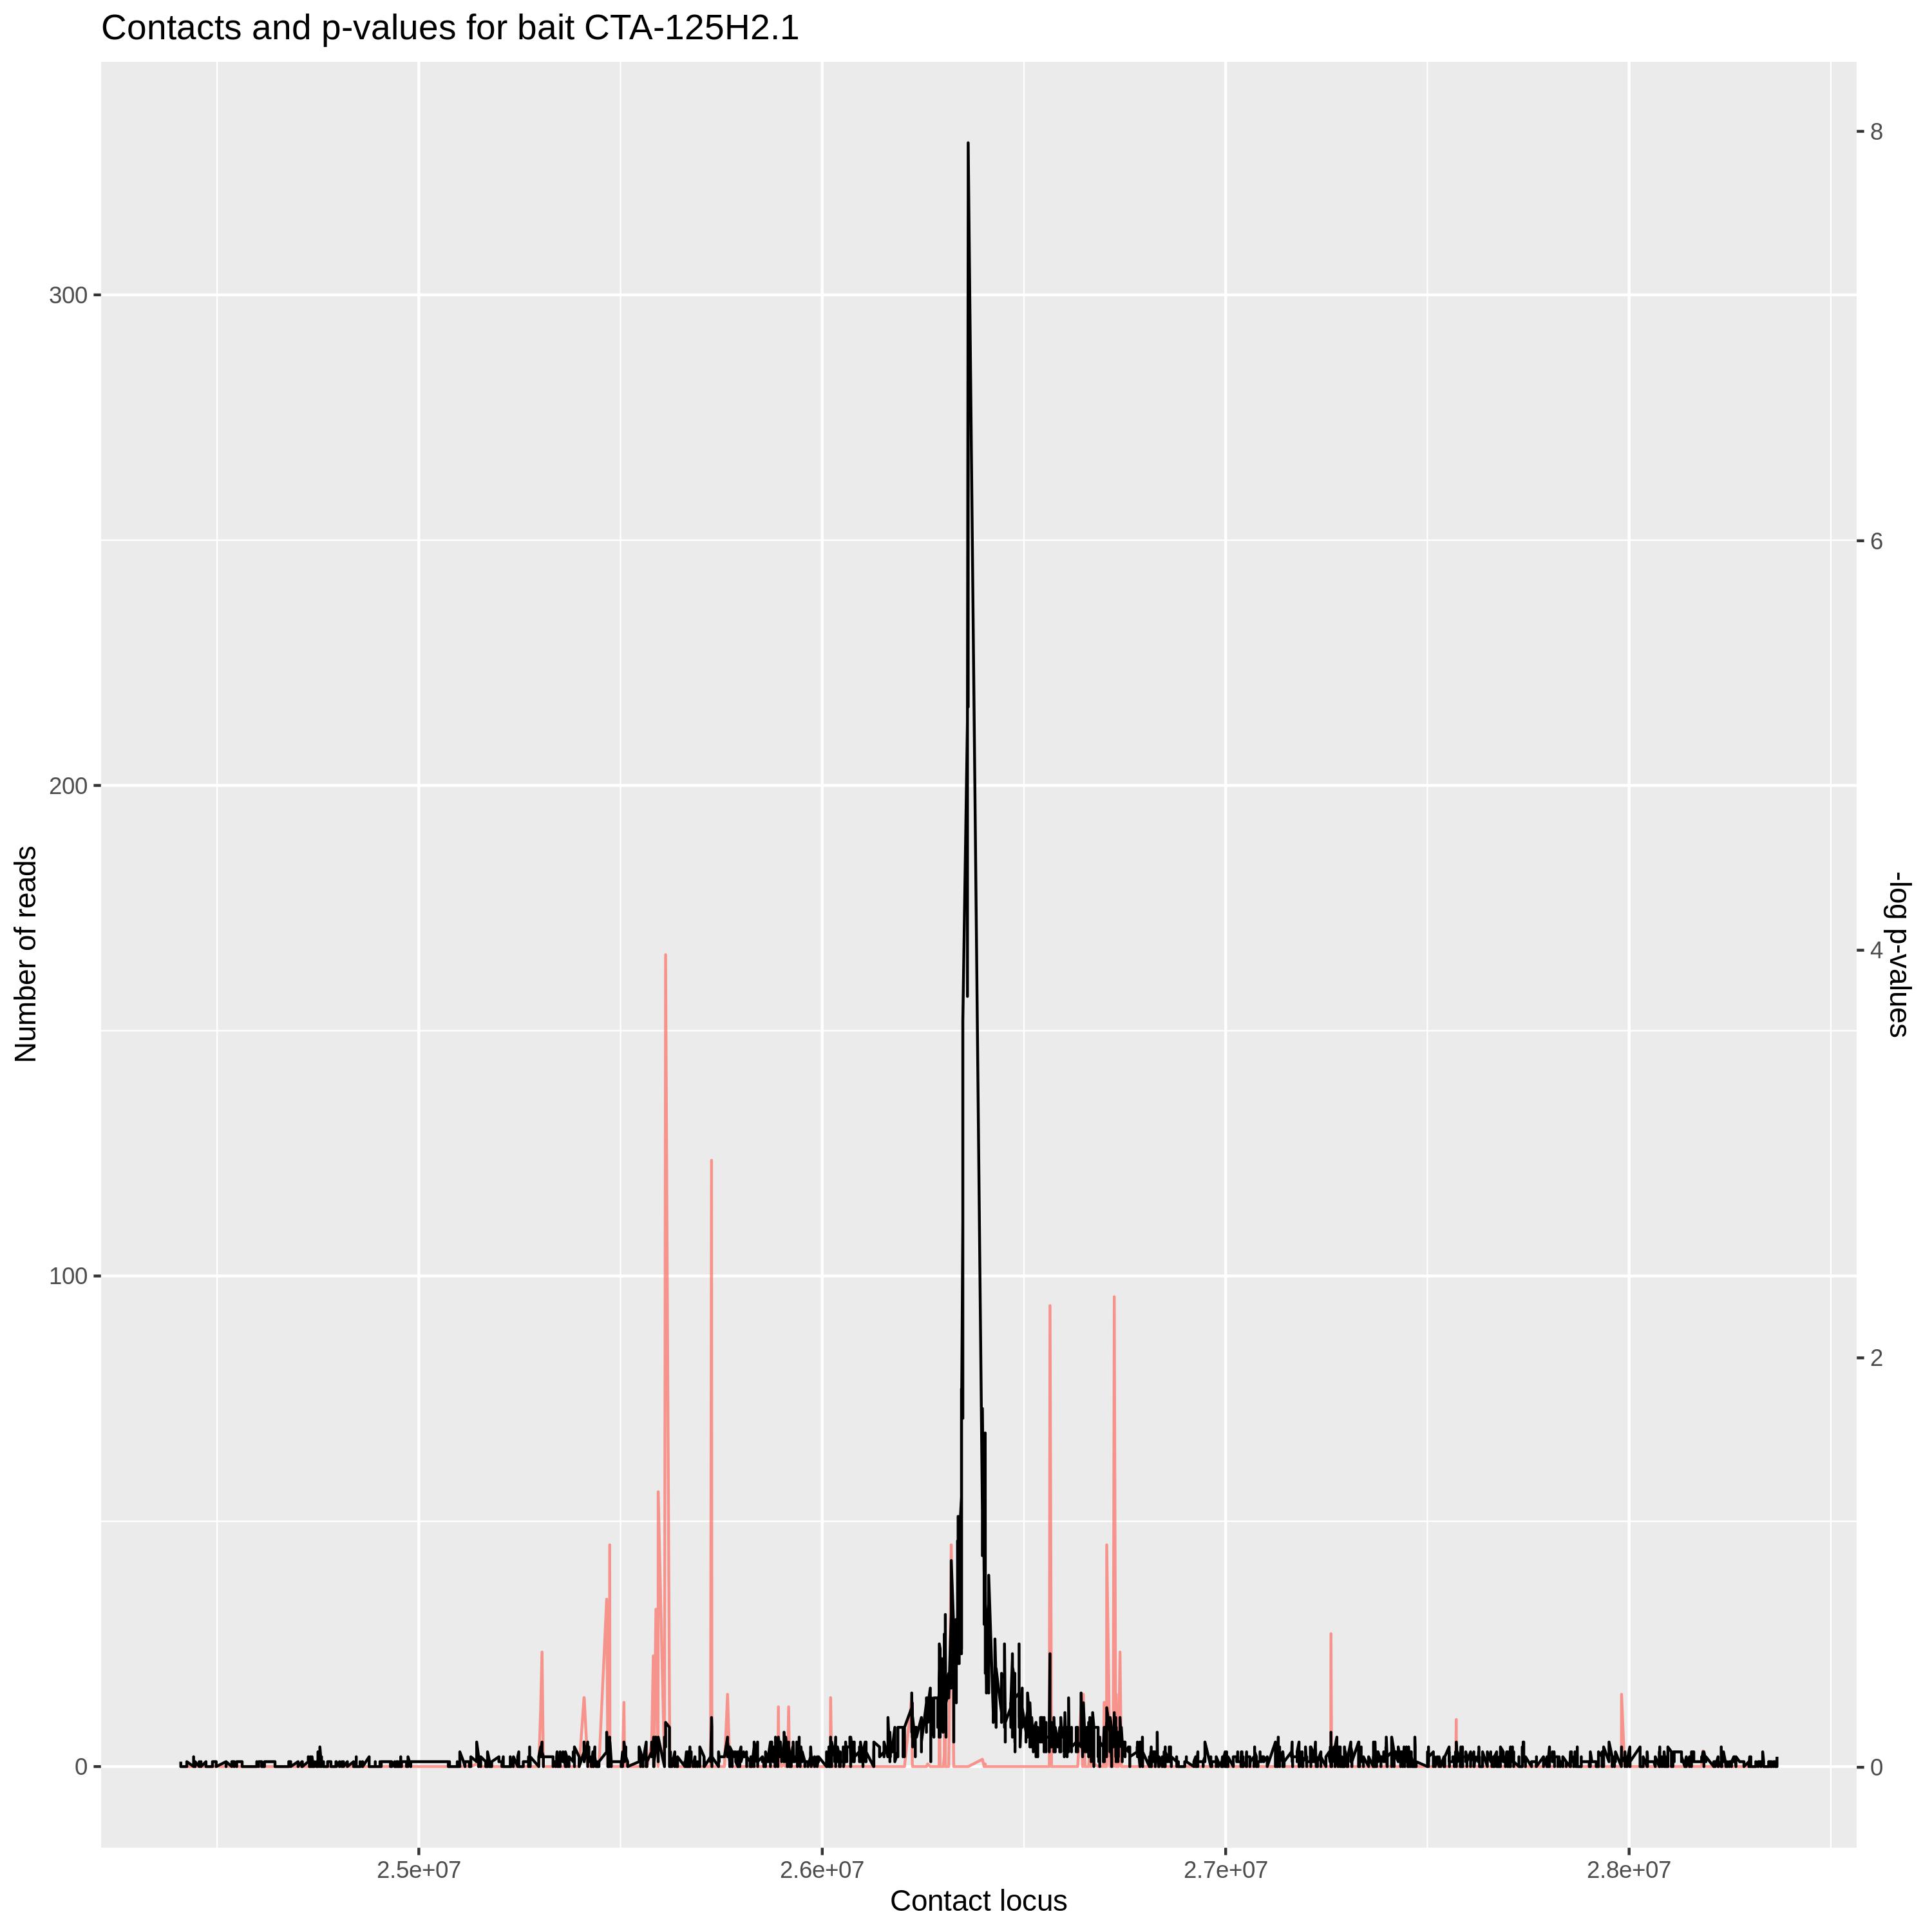 Contacts and p-values for bait CTA-125H2.1
300
200
100
0
Number of reads
8
6
4
2
0
-log p-values
2.5e+07
2.6e+07
2.7e+07
2.8e+07
Contact locus